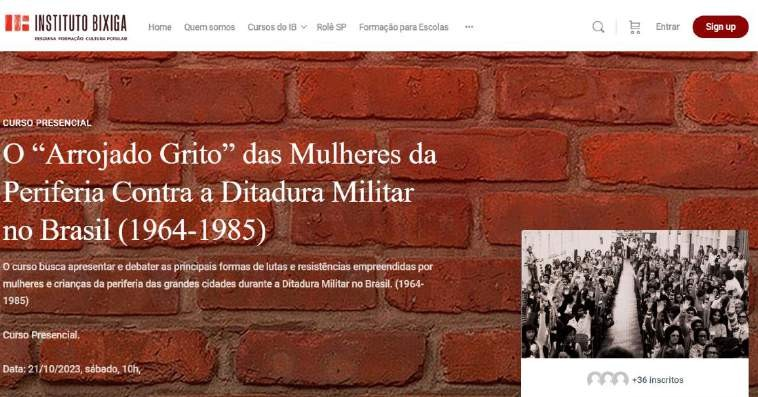 INSTITUTO BIXIGA
PESQUISA FORMAÇÃO CULTURA POPULAR
Home Quem somos Cursos do IB Rolê SP Formação para Escolas ··· Entrar Sign up
CURSO PRESENCIAL
O “Arrojado Grito” das Mulheres da
Periferia Contra a Ditadura Militar
no Brasil (1964-1985)
O curso busca apresentar e debater as principais formas de lutas e resistências empreendidas por
mulheres e crianças da periferia das grandes cidades durante a Ditadura Militar no Brasil. (1964-
1985)
Curso Presencial.
Data: 21/10/2023, sábado, 10h,
+36 inscritos